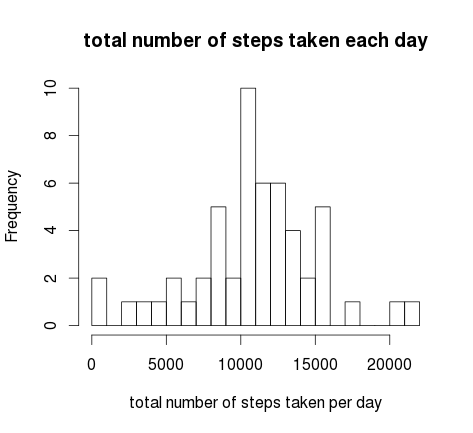 total number of steps taken each day
Frequency
10
8
6
4
2
0
0 5000 10000 15000 20000
total number of steps taken per day